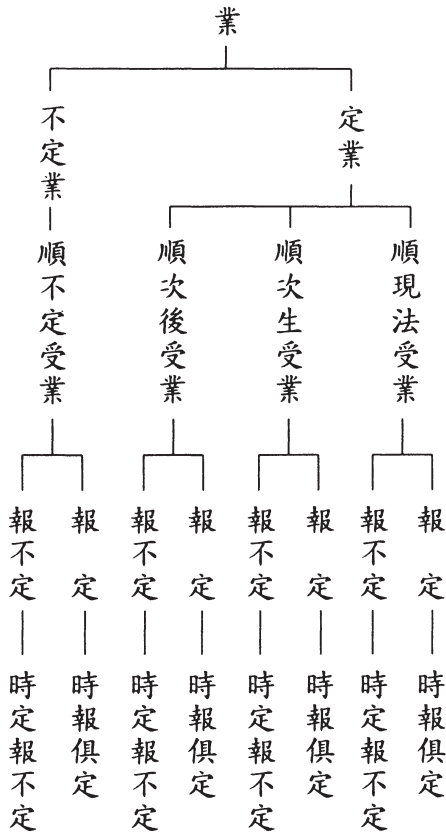 業
定業
不定業
順現法受業
順次生受業
順次後受業
順不定受業
報定
報不定
報定
報不定
報定
報不定
報定
報不定
時報俱定
時定報不定
時報俱定
時定報不定
時報俱定
時定報不定
時報俱定
時定報不定